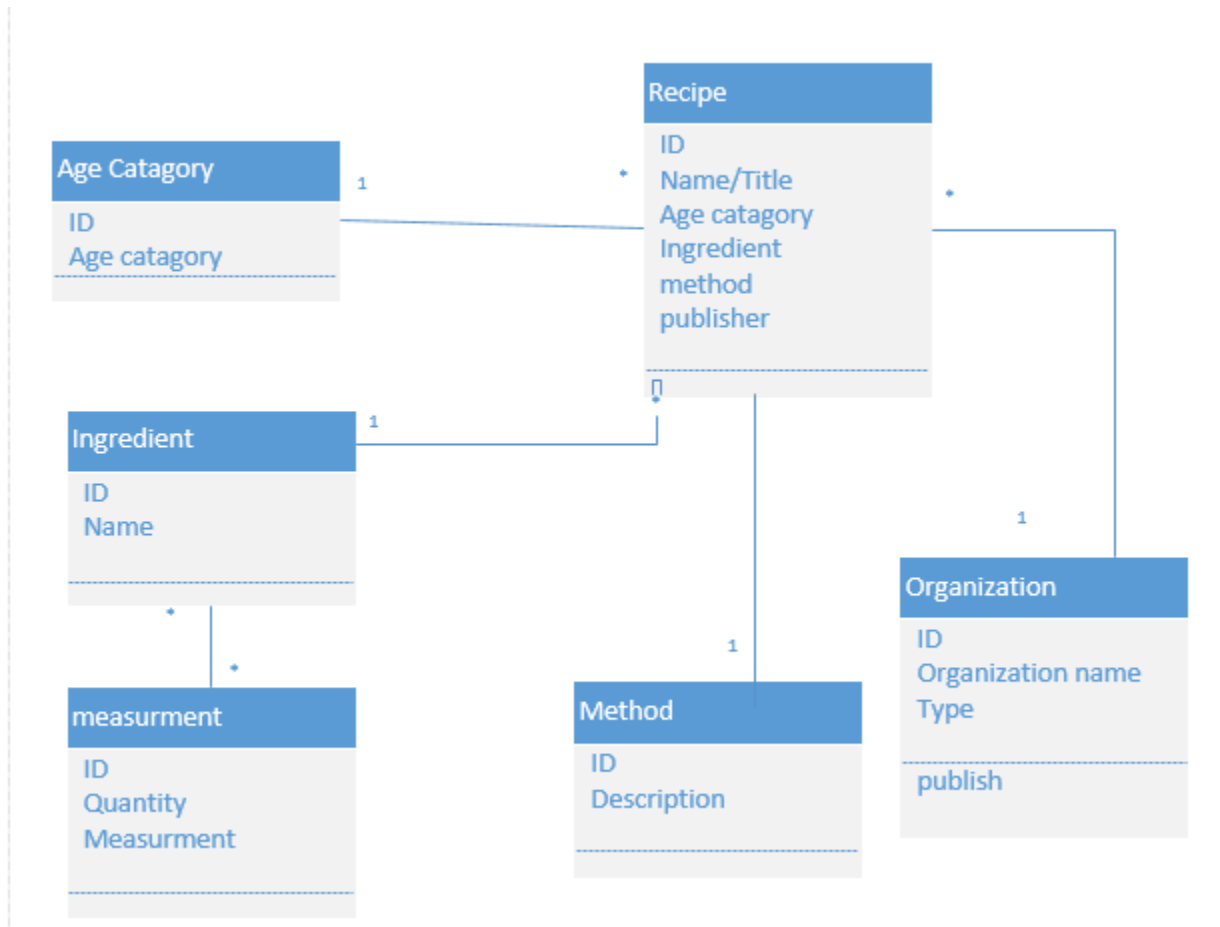 Recipe
ID
Name/Title
Age catagory
Ingredient
method
publisher
▯
*
*
*
Age Catagory
ID
Age catagory
1
Ingredient
ID
Name
1
*
*
measurment
ID
Quantity
Measurment
1
Method
ID
Description
1
Organization
ID
Organization name
Type
publish